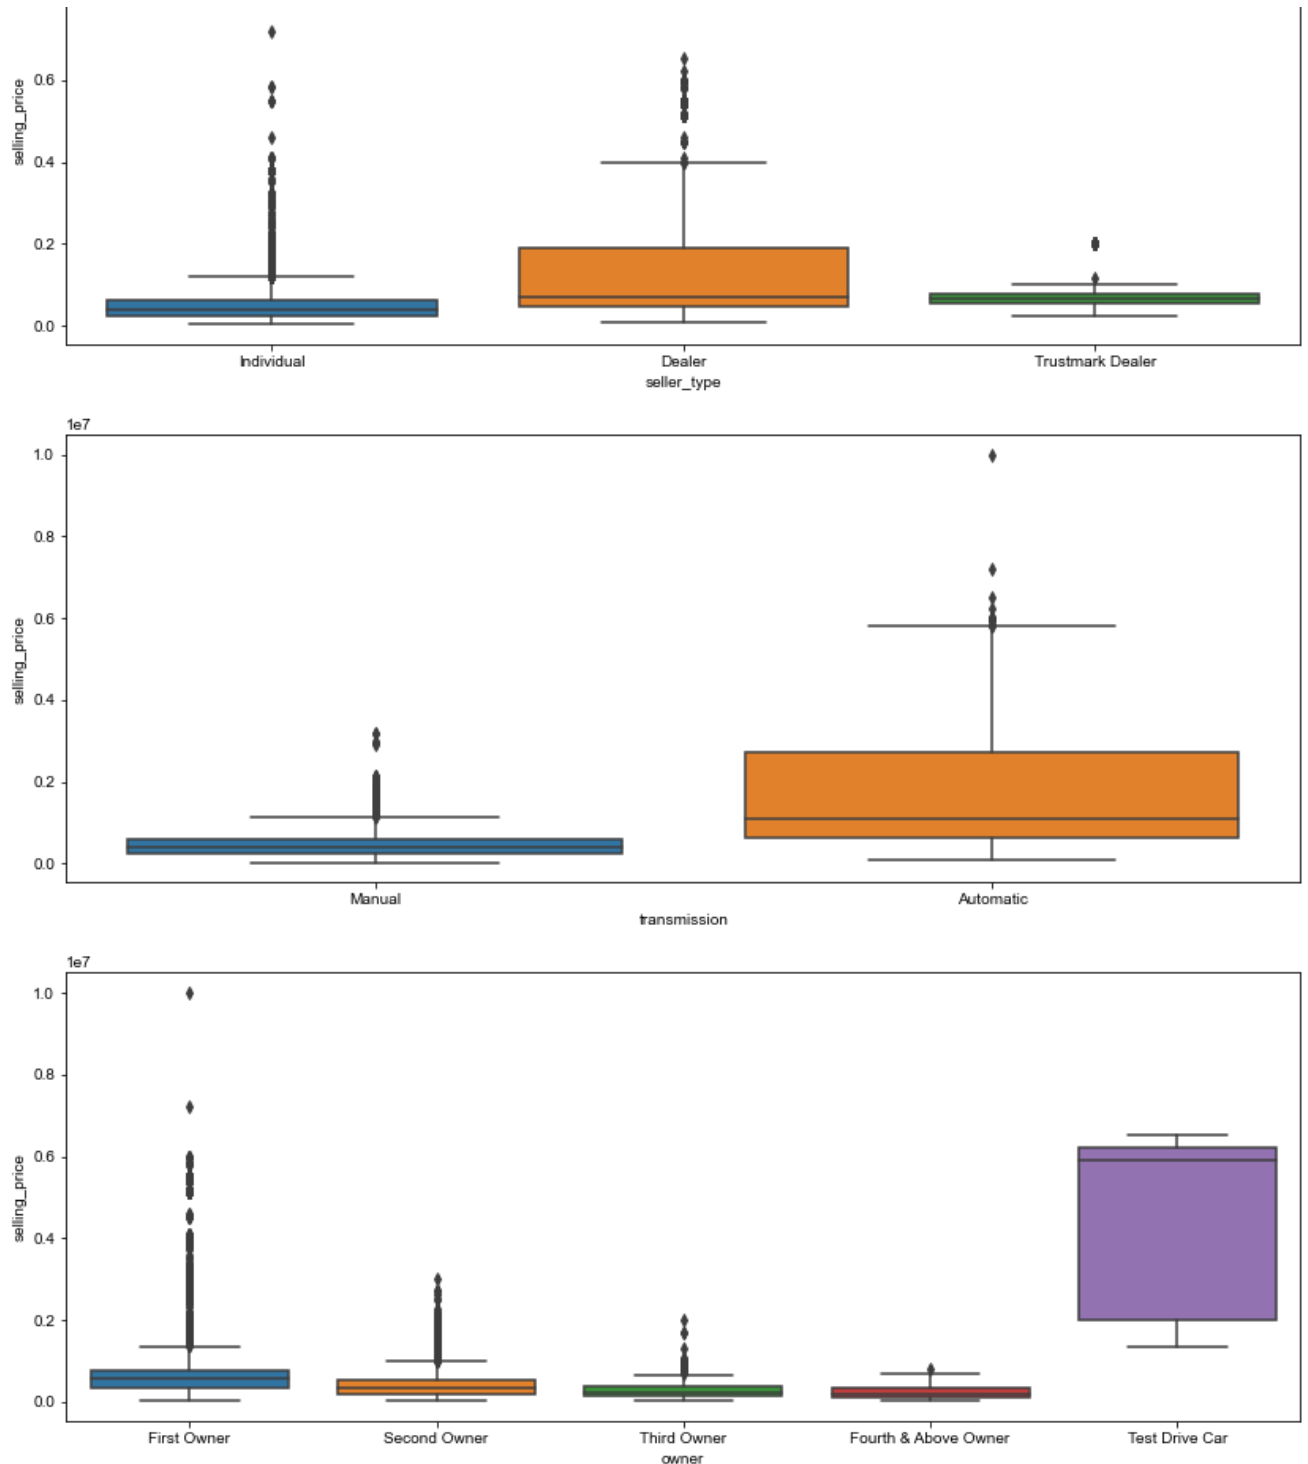 selling_price
0.6
0.4
0.2
0.0
Individual Dealer Trustmark Dealer
seller_type
1e7
selling_price
1.0
0.8
0.6
0.4
0.2
0.0
Manual Automatic
transmission
1e7
selling_price
1.0
0.8
0.6
0.4
0.2
0.0
First Owner Second Owner Third Owner Fourth & Above Owner Test Drive Car
owner